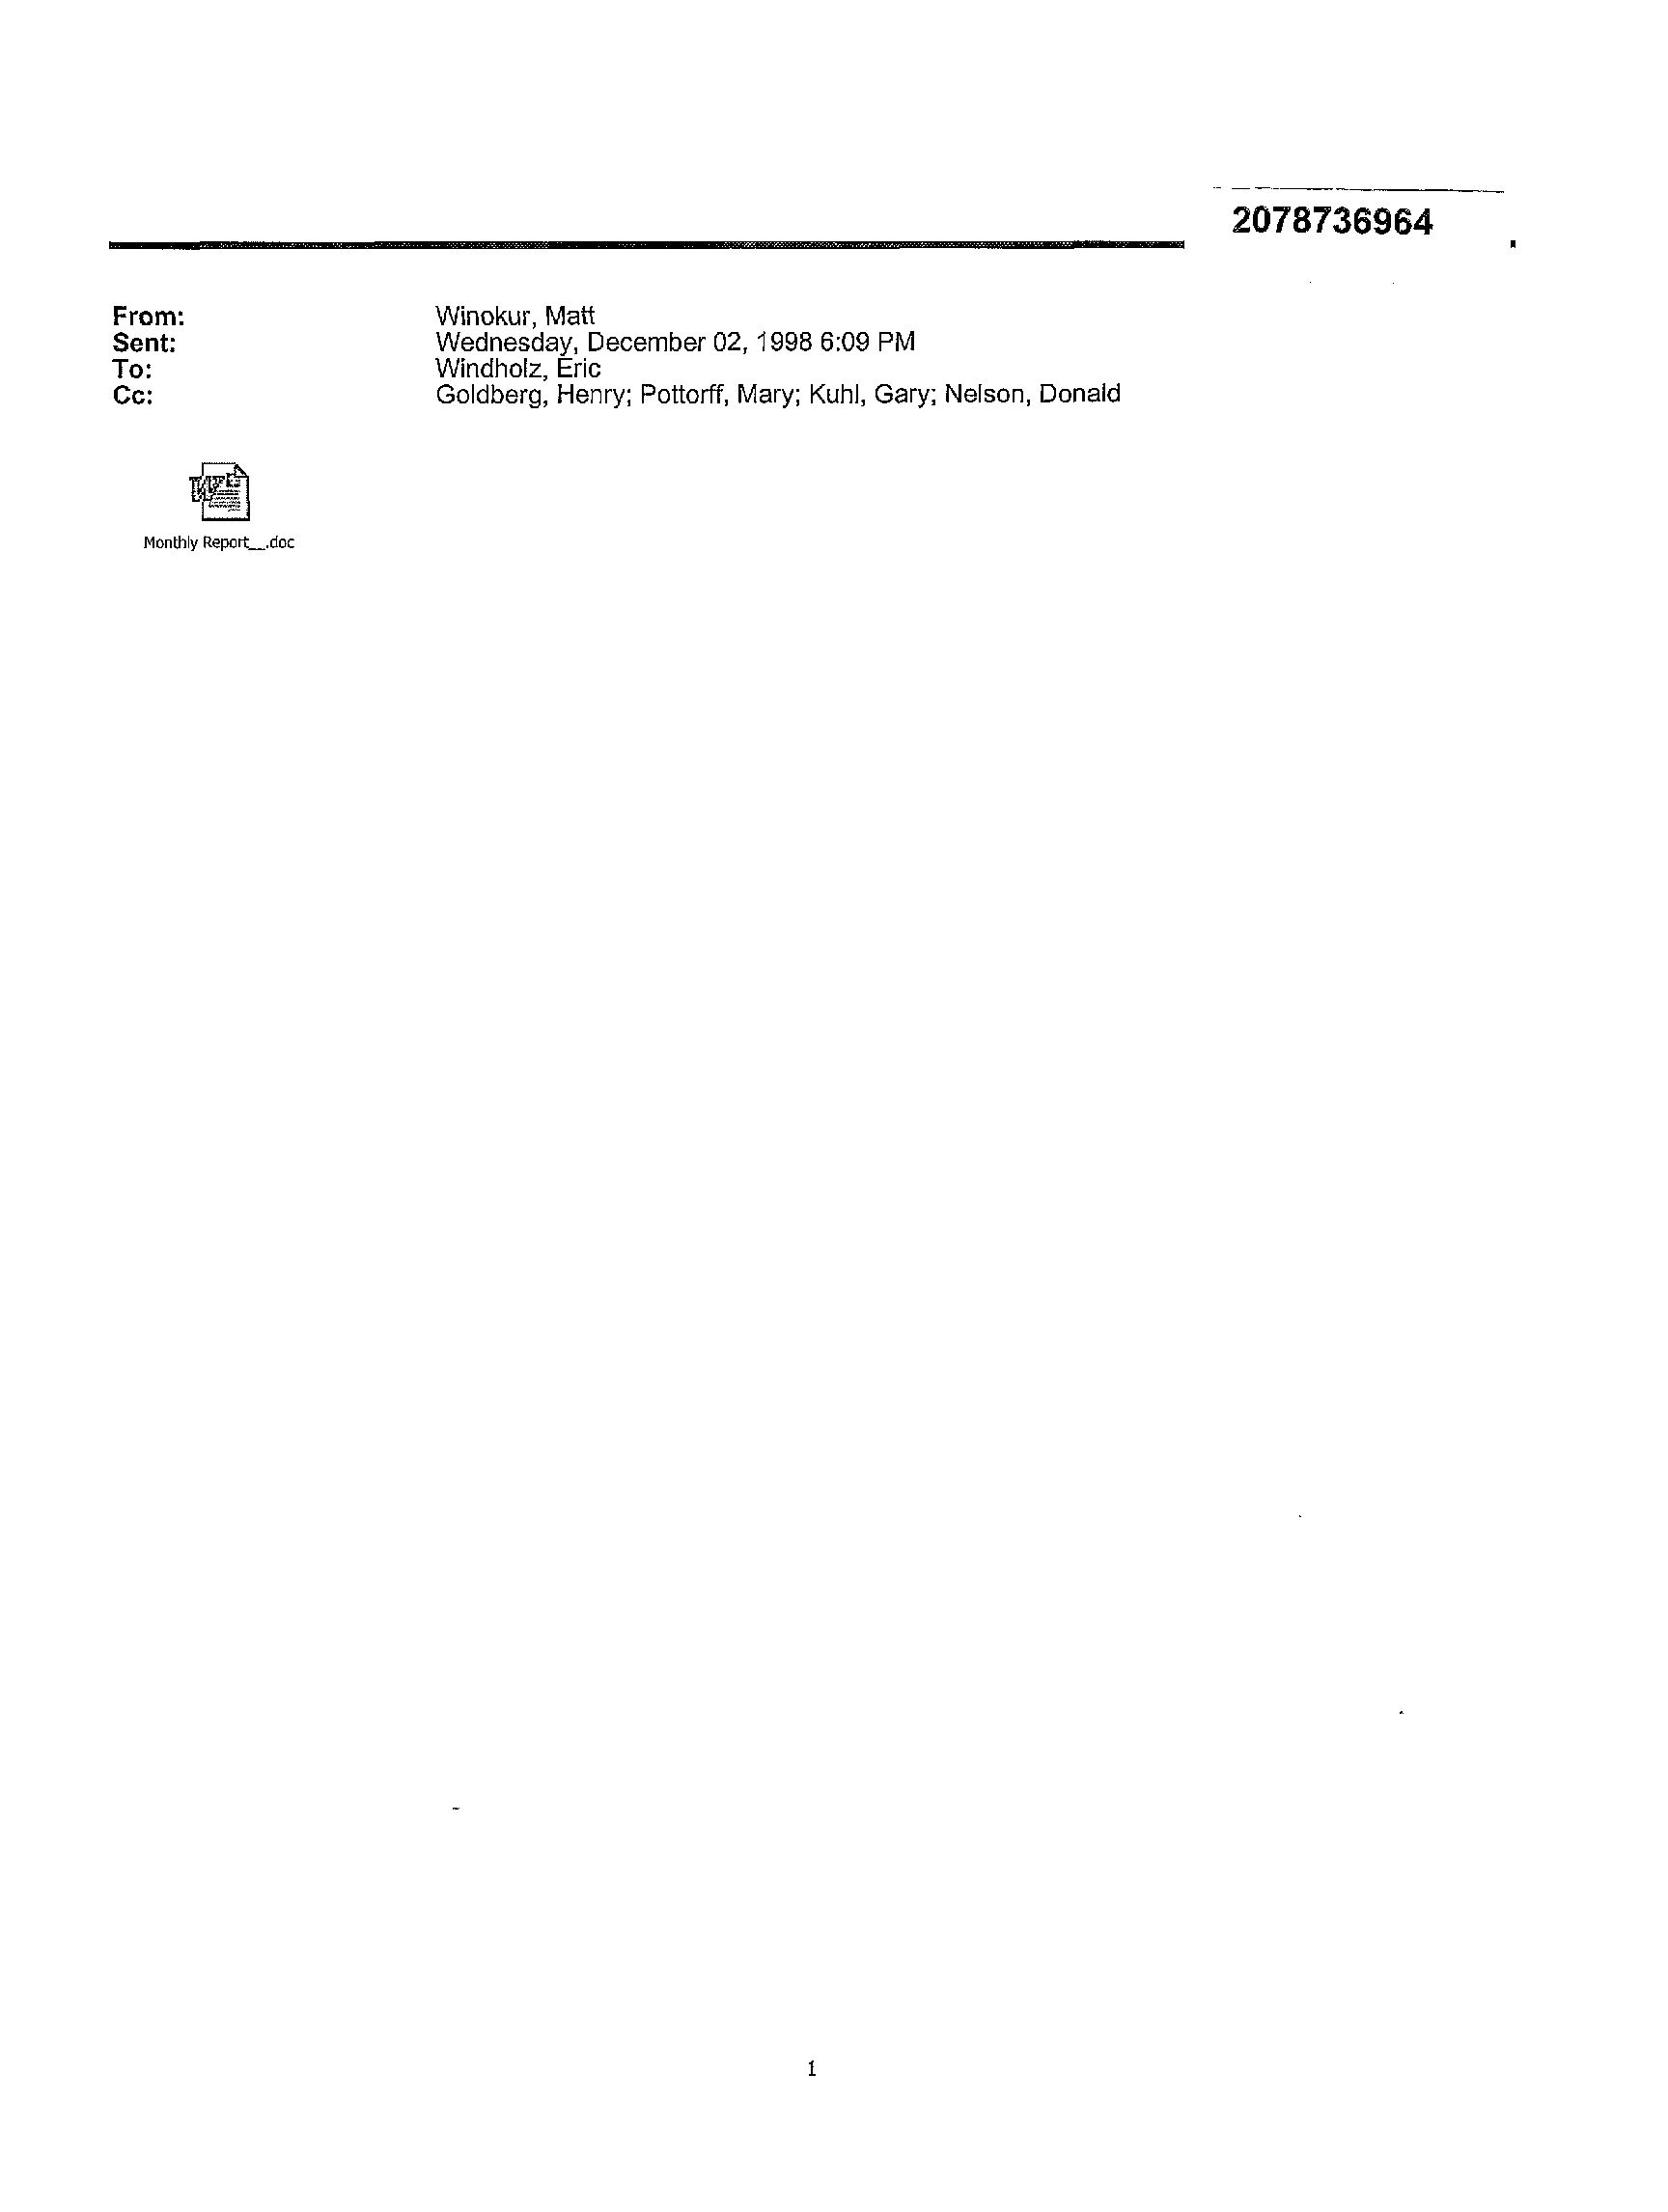 2078736964
From: Winokur, Matt
Sent: Wednesday, December 02, 1998 6:09 PM
To: Windholz, Eric
Cc: Goldberg, Henry; Pottorff, Mary; Kuhl, Gary; Nelson, Donald
W
Monthly Report__.doc
1